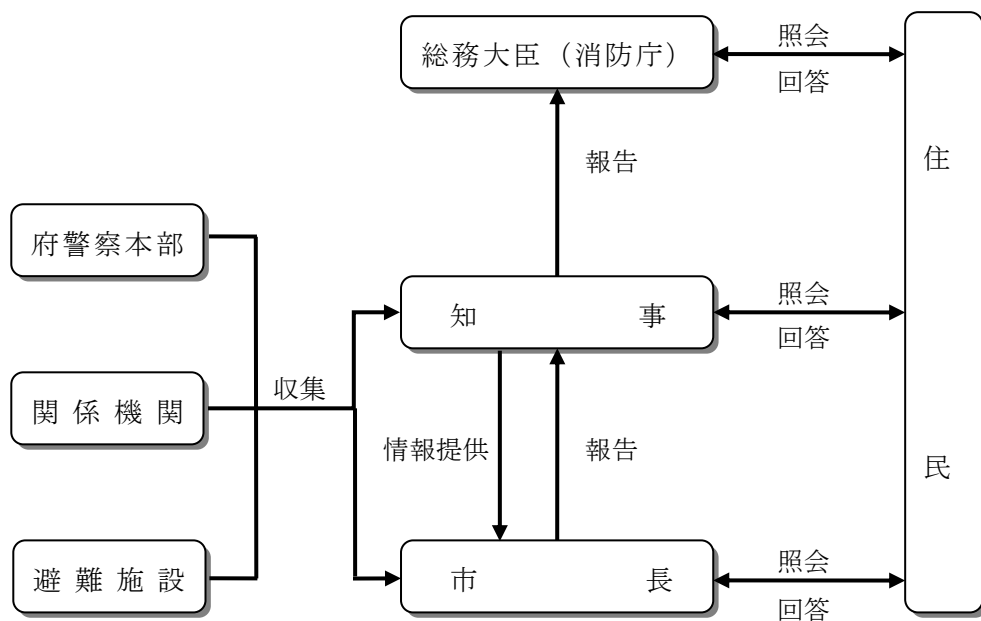 総務大臣（消防庁）
照会
回答
報告
住民
府警察本部
知事
照会
回答
関係機関
収集
情報提供
報告
避難施設
市長
照会
回答